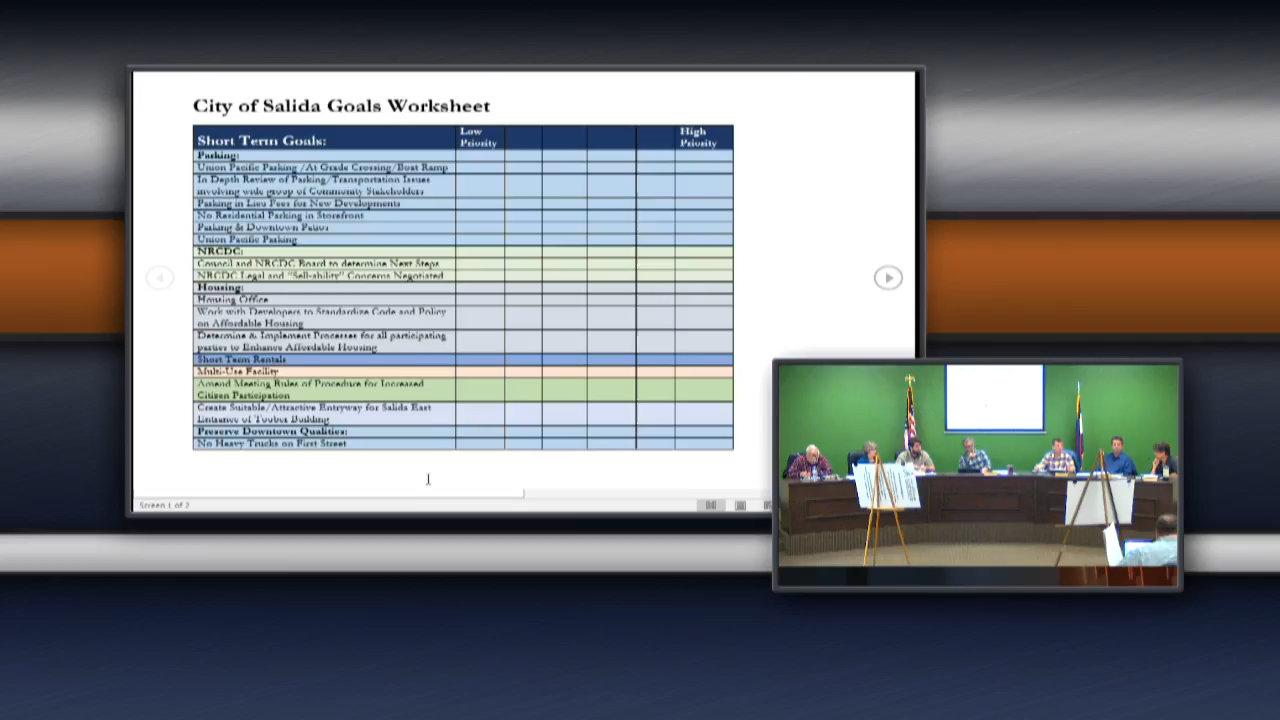 City of Salida Goals Worksheet
Short Term Goals:
Low
Priority
High
Priority
Parking:
Union Pacific Parking /At Grade Crossing/Boat Ramp
In Depth Review of Parking/Transportation Issues
involving wide group of Community Stakeholders
Parking in Lieu Fees for New Developments
No Residential Parking in Storefront
Parking & Downtown Patios
Union Pacific Parking
NRCDC:
Council and NRCDC Board to determine Next Steps
NRCDC Legal and "Sell-ability" Concerns Negotiated
Housing:
Housing Office
Work with Developers to Standardize Code and Policy
on Affordable Housing
Determine & Implement Processes for all participating
parties to Enhance Affordable Housing
Short Term Rentals
Multi-Use Facility
Amend Meeting Rules of Procedure for Increased
Citizen Participation
Create Suitable/Attractive Entryway for Salida East
Entrance of Touber Building
Preserve Downtown Qualities:
No Heavy Trucks on First Street
Screen 1 of 2